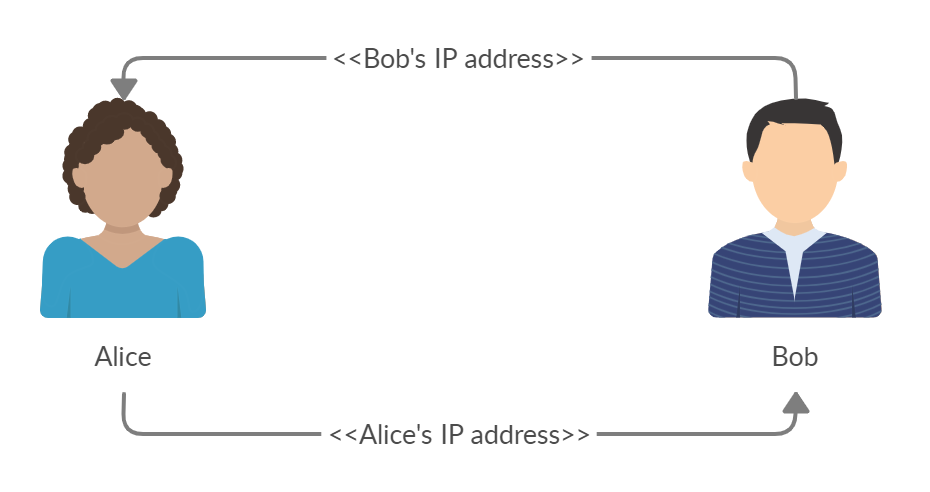 <<Bob's IP address>>
Alice
Bob
<<Alice's IP address>>